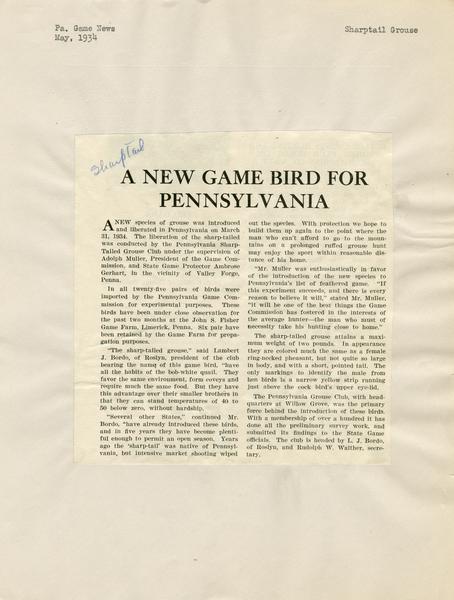 Pa. Game News
May, 1934
Sharptail Grouse
Sharptail
A NEW GAME BIRD FOR
PENNSYLVANIA
A NEW species of grouse was introduced
and liberated in Pennsylvania on March
31, 1934. The liberation of the sharp-tailed
was conducted by the Pennsylvania Sharp-
Tailed Grouse Club under the supervision of
Adolph Muller, President of the Game Com-
mission, and State Game Protector Ambrose
Gerhart, in the vicinity of Valley Forge,
Penna.
In all twenty-five pairs of birds were
imported by the Pennsylvania Game Com-
mission for experimental purposes. These
birds have been under close observation for
the past two months at the John S. Fisher
Game Farm, Limerick, Penna. Six pair have
been retained by the Game Farm for propa-
gation purposes.
"The sharp-tailed grouse," said Lambert
J. Bordo, of Roslyn, president of the club
bearing the name of this game bird, "have
all the habits of the bob-white quail. They
favor the same environment, form coveys and
require much the same food. But they have
this advantage over their smaller brothers in
that they can stand temperatures of 40 to
50 below zero, without hardship.
"Several other States," continued Mr.
Bordo, "have already introduced these birds,
and in five years they have become plenti-
ful enough to permit an open season. Years
ago the 'sharp-tail' was native of Pennsyl-
vania, but intensive market shooting wiped
out the species. With protection we hope to
build them up again to the point where the
man who can't afford to go to the moun-
tains on a prolonged ruffed grouse hunt
may enjoy the sport within reasonable dis-
tance of his home.
"Mr. Muller was enthusiastically in favor
of the introduction of the new species to
Pennsylvania's list of feathered game. "If
this experiment succeeds, and there is every
reason to believe it will," stated Mr. Muller,
"it will be one of the best things the Game
Commission has fostered in the interests of
the average hunter—the man who must of
necessity take his hunting close to home."
The sharp-tailed grouse attains a maxi-
mum weight of two pounds. In appearance
they are colored much the same as a female
ring-necked pheasant, but not quite so large
in body, and with a short, pointed tail. The
only markings to identify the male from
hen birds is a narrow yellow strip running
just above the cock bird's upper eye-lid.
The Pennsylvania Grouse Club, with head-
quarters at Willow Grove, was the primary
force behind the introduction of these birds.
With a membership of over a hundred it has
done all the preliminary survey work, and
submitted its findings to the State Game
officials. The club is headed by L. J. Bordo,
of Roslyn, and Rudolph W. Walther, secre-
tary.